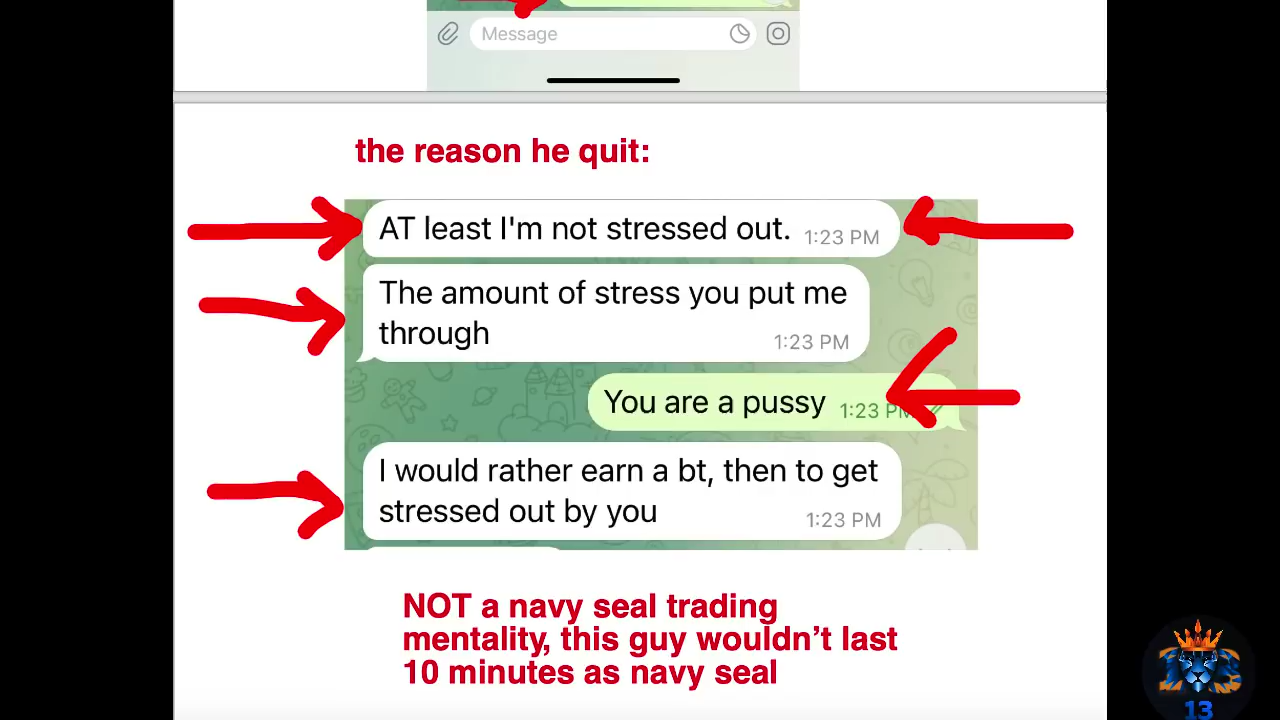 Message
the reason he quit:
AT least I'm not stressed out. 1:23 PM
The amount of stress you put me
through 1:23 PM
You are a pussy 1:23 PM
I would rather earn a bt, then to get
stressed out by you 1:23 PM
NOT a navy seal trading
mentality, this guy wouldn’t last
10 minutes as navy seal
13